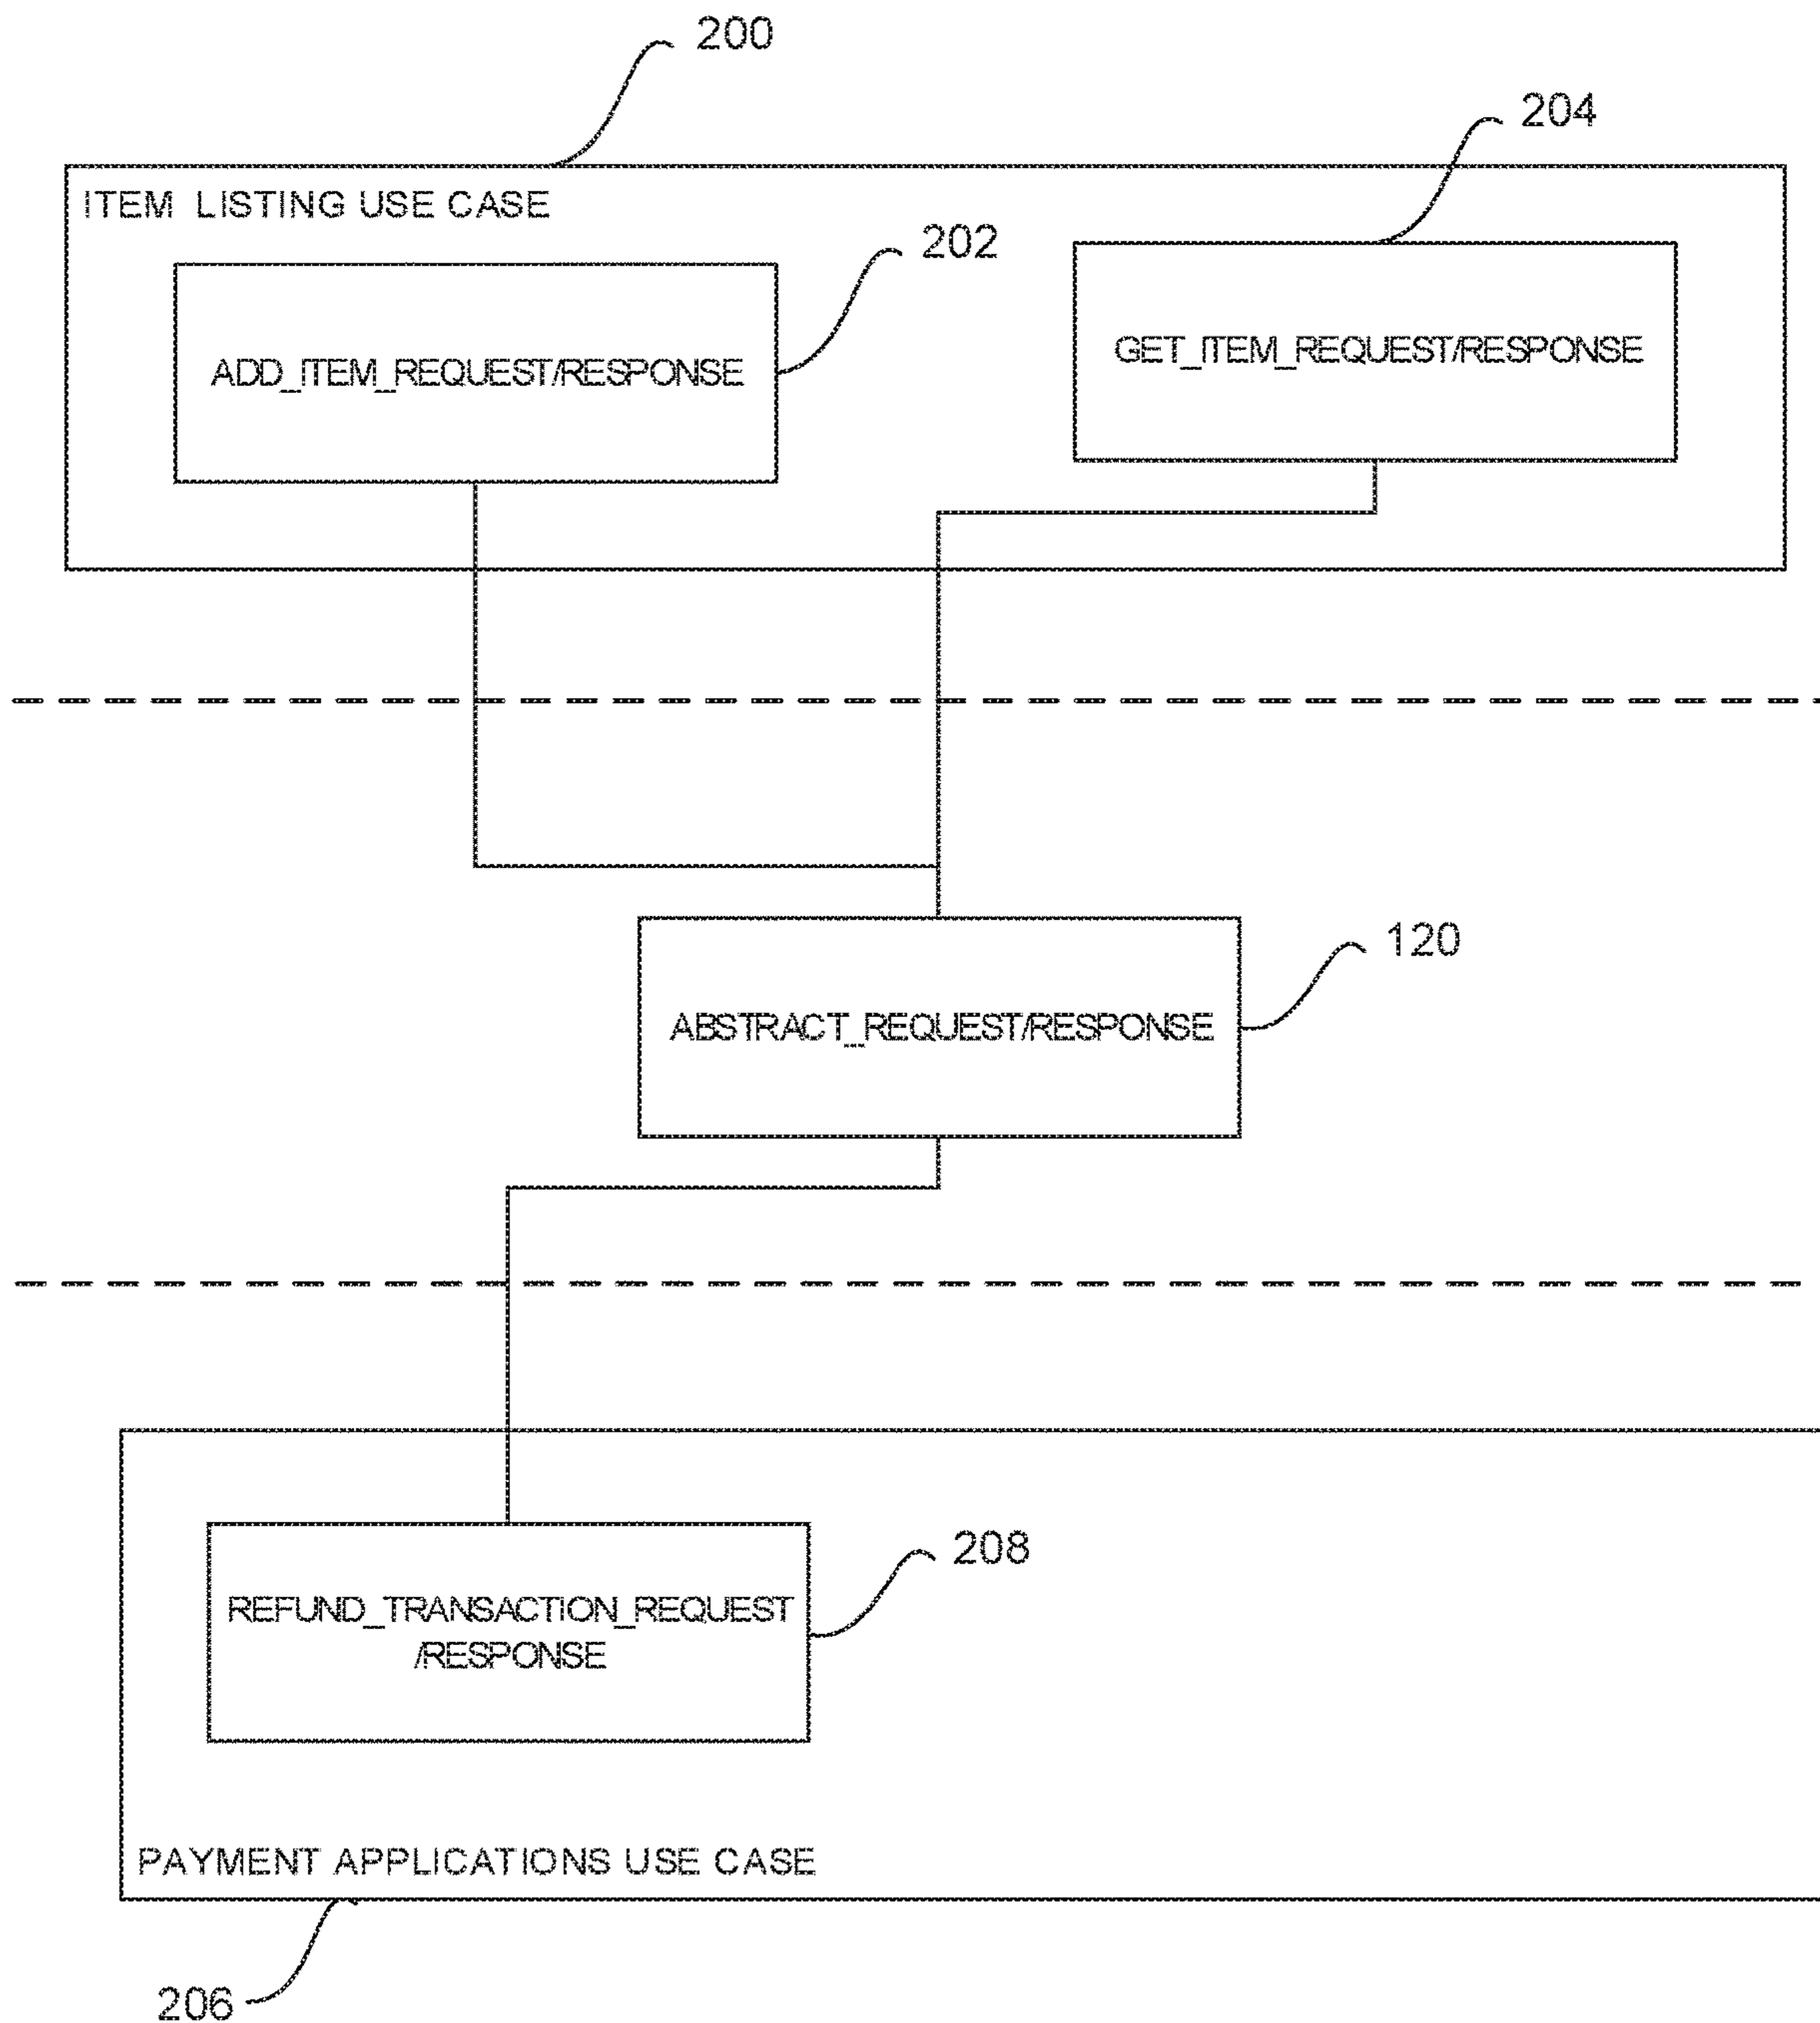 200
204
ITEM LISTING USE CASE
202
ADD_ITEM_REQUEST/RESPONSE
GET_ITEM_REQUEST/RESPONSE
120
ABSTRACT_REQUEST/RESPONSE
208
REFUND_TRANSACTION_REQUEST
/RESPONSE
PAYMENT APPLICATIONS USE CASE
206